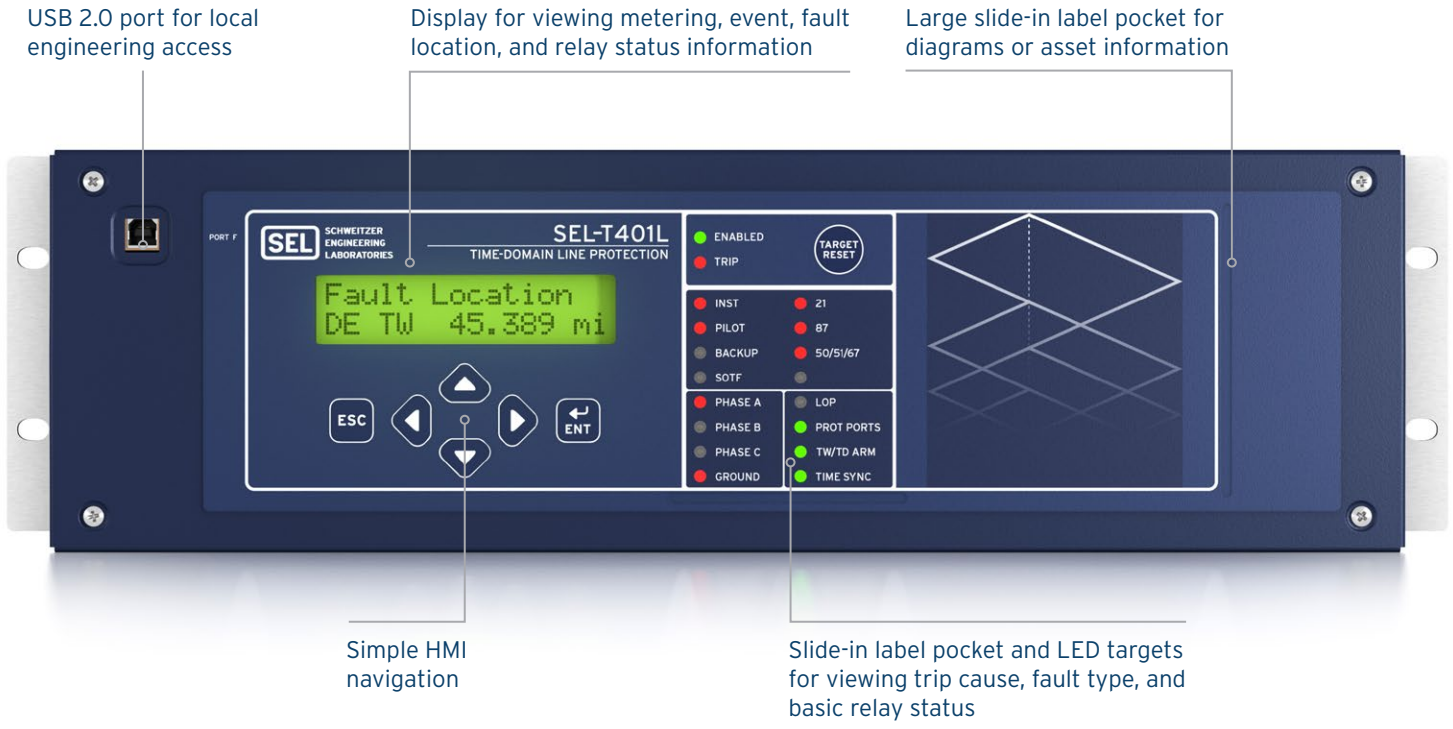 USB 2.0 port for local
engineering access
Display for viewing metering, event, fault
location, and relay status information
Large slide-in label pocket for
diagrams or asset information
PORT F
SEL
SCHWEITZER
ENGINEERING
LABORATORIES
SEL-T401L
TIME-DOMAIN LINE PROTECTION
Fault Location
DE TW 45.389 mi
ESC
ENT
ENABLED
TRIP
TARGET
RESET
INST
21
PILOT
87
BACKUP
50/51/67
SOTF
PHASE A
LOP
PHASE B
PROT PORTS
PHASE C
TW/TD ARM
GROUND
TIME SYNC
Simple HMI
navigation
Slide-in label pocket and LED targets
for viewing trip cause, fault type, and
basic relay status